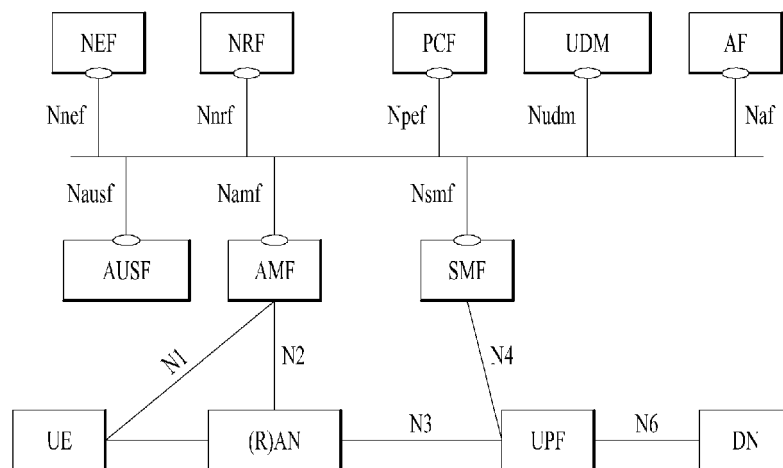 NEF NRF PCF UDM AF
Nnef Nnrf Npef Nudm Naf
Nausf Namf Nsmf
AUSF AMF SMF
N1 N2 N4
UE (R)AN N3 UPF N6 DN